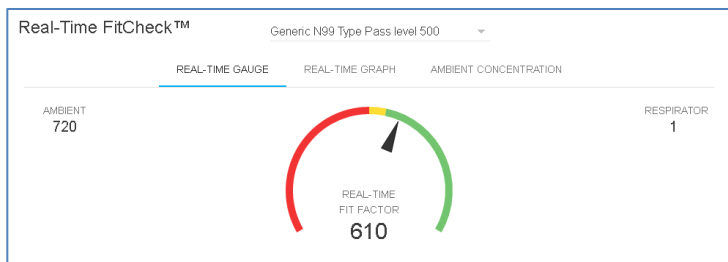 Real-Time FitCheck™
Generic N99 Type Pass level 500
REAL-TIME GAUGE
REAL-TIME GRAPH
AMBIENT CONCENTRATION
AMBIENT
720
RESPIRATOR
1
REAL-TIME
FIT FACTOR
610